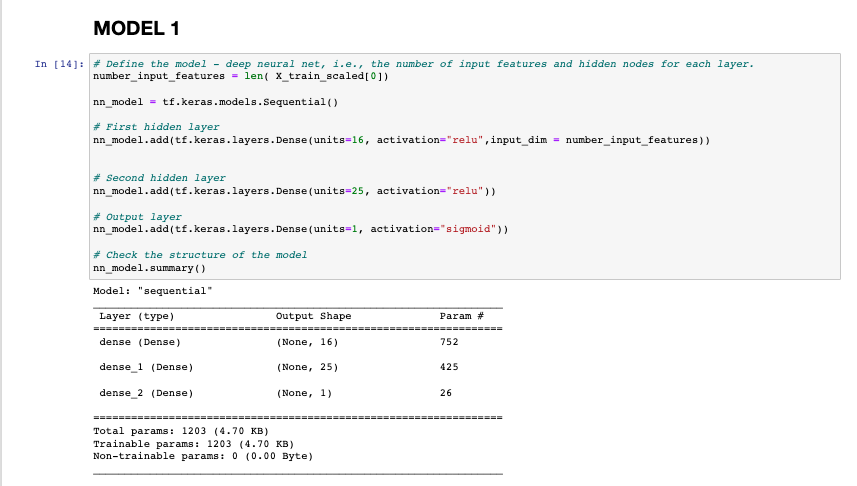 MODEL 1
In [14]: # Define the model - deep neural net, i.e., the number of input features and hidden nodes for each layer.
number_input_features = len( X_train_scaled[0])
nn_model = tf.keras.models.Sequential()
# First hidden layer
nn_model.add(tf.keras.layers.Dense(units=16, activation="relu",input_dim = number_input_features))
# Second hidden layer
nn_model.add(tf.keras.layers.Dense(units=25, activation="relu"))
# Output layer
nn_model.add(tf.keras.layers.Dense(units=1, activation="sigmoid"))
# Check the structure of the model
nn_model.summary()
Model: "sequential"
_________________________________________________________________
Layer (type) Output Shape Param #
=================================================================
dense (Dense) (None, 16) 752
dense_1 (Dense) (None, 25) 425
dense_2 (Dense) (None, 1) 26
=================================================================
Total params: 1203 (4.70 KB)
Trainable params: 1203 (4.70 KB)
Non-trainable params: 0 (0.00 Byte)
_________________________________________________________________